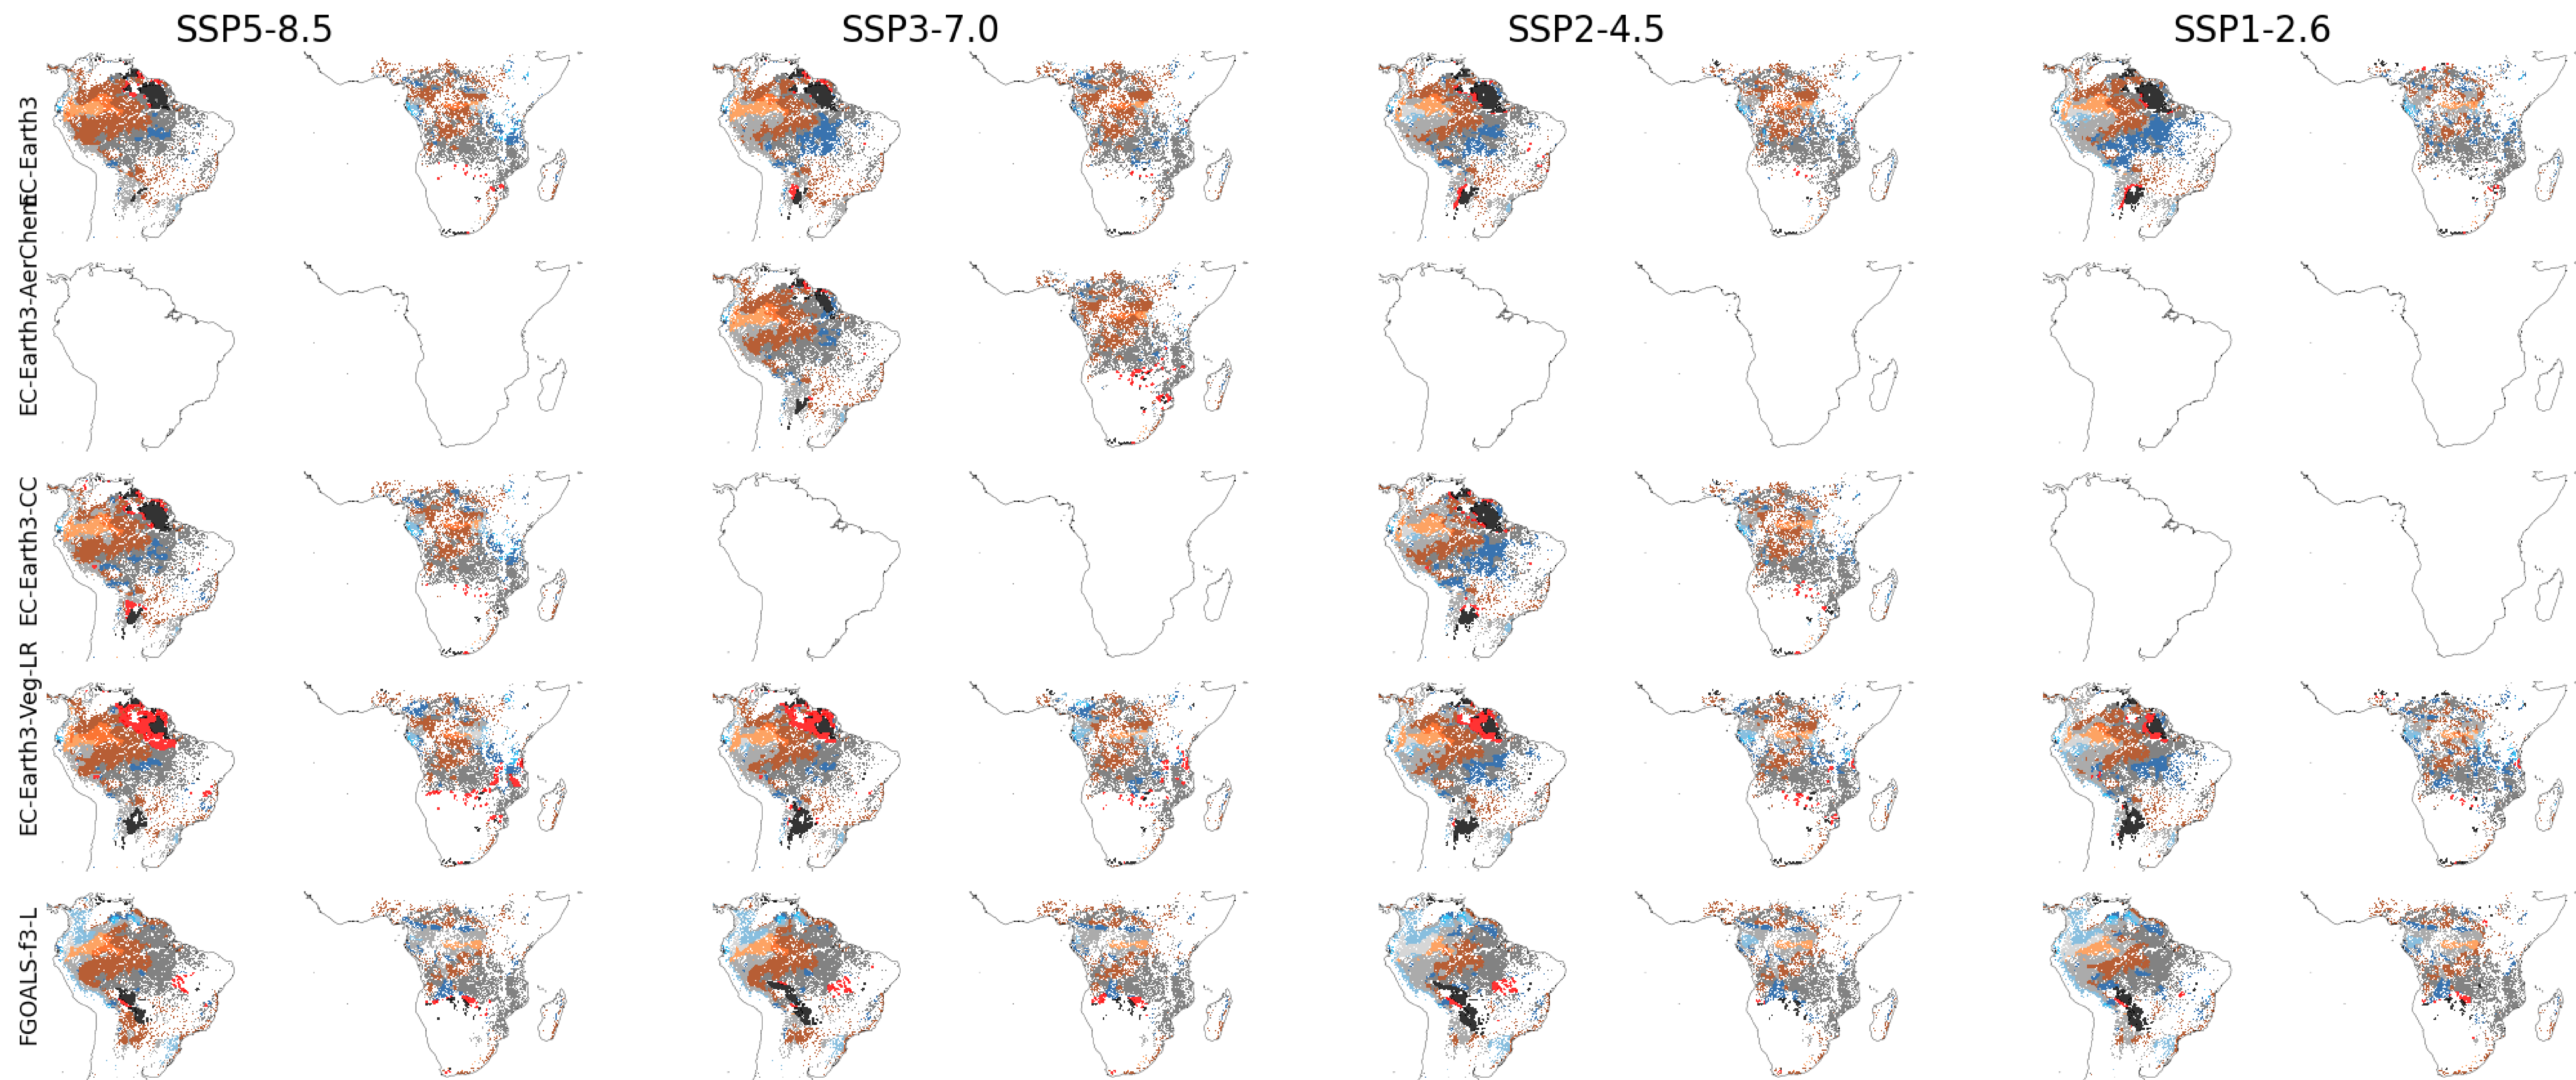 SSP5-8.5
SSP3-7.0
SSP2-4.5
SSP1-2.6
EC-Earth3
EC-Earth3-AerChem
EC-Earth3-CC
EC-Earth3-Veg-LR
FGOALS-f3-L